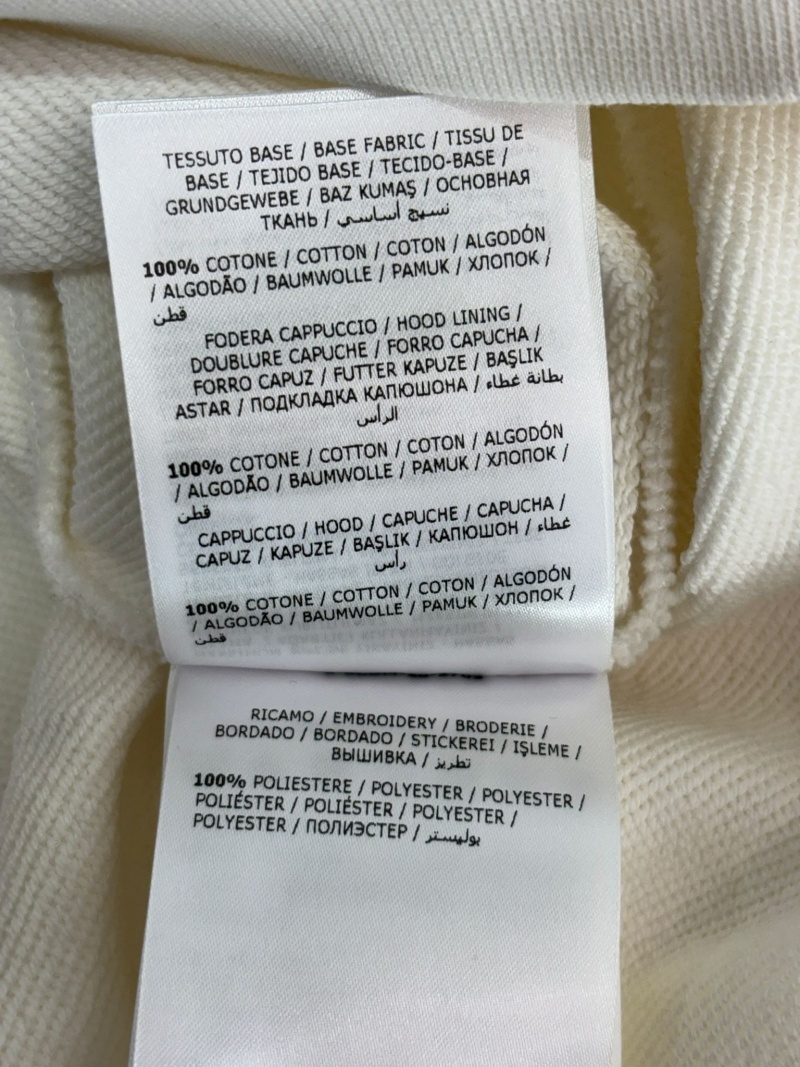 TESSUTO BASE / BASE FABRIC / TISSU DE
BASE / TEJIDO BASE / TECIDO-BASE /
GRUNDGEWEBE / BAZ KUMAŞ / ОСНОВНАЯ
ТКАНЬ / نسيج أساسي
100% COTONE / COTTON / COTON / ALGODÓN
/ ALGODÃO / BAUMWOLLE / PAMUK / ХЛОПОК /
قطن
FODERA CAPPUCCIO / HOOD LINING /
DOUBLURE CAPUCHE / FORRO CAPUCHA /
FORRO CAPUZ / FUTTER KAPUZE / BAŞLIK
ASTAR / ПОДКЛАДКА КАПЮШОНА / بطانة غطاء
الرأس
100% COTONE / COTTON / COTON / ALGODÓN
/ ALGODÃO / BAUMWOLLE / PAMUK / ХЛОПОК /
قطن
CAPPUCCIO / HOOD / CAPUCHE / CAPUCHA /
CAPUZ / KAPUZE / BAŞLIK / КАПЮШОН / غطاء
رأس
100% COTONE / COTTON / COTON / ALGODÓN
/ ALGODÃO / BAUMWOLLE / PAMUK / ХЛОПОК /
قطن
RICAMO / EMBROIDERY / BRODERIE /
BORDADO / BORDADO / STICKEREI / IŞLEME /
ВЫШИВКА / تطريز
100% POLIESTERE / POLYESTER / POLYESTER /
POLIÉSTER / POLIÉSTER / POLYESTER /
POLYESTER / ПОЛИЭСТЕР / بوليستر